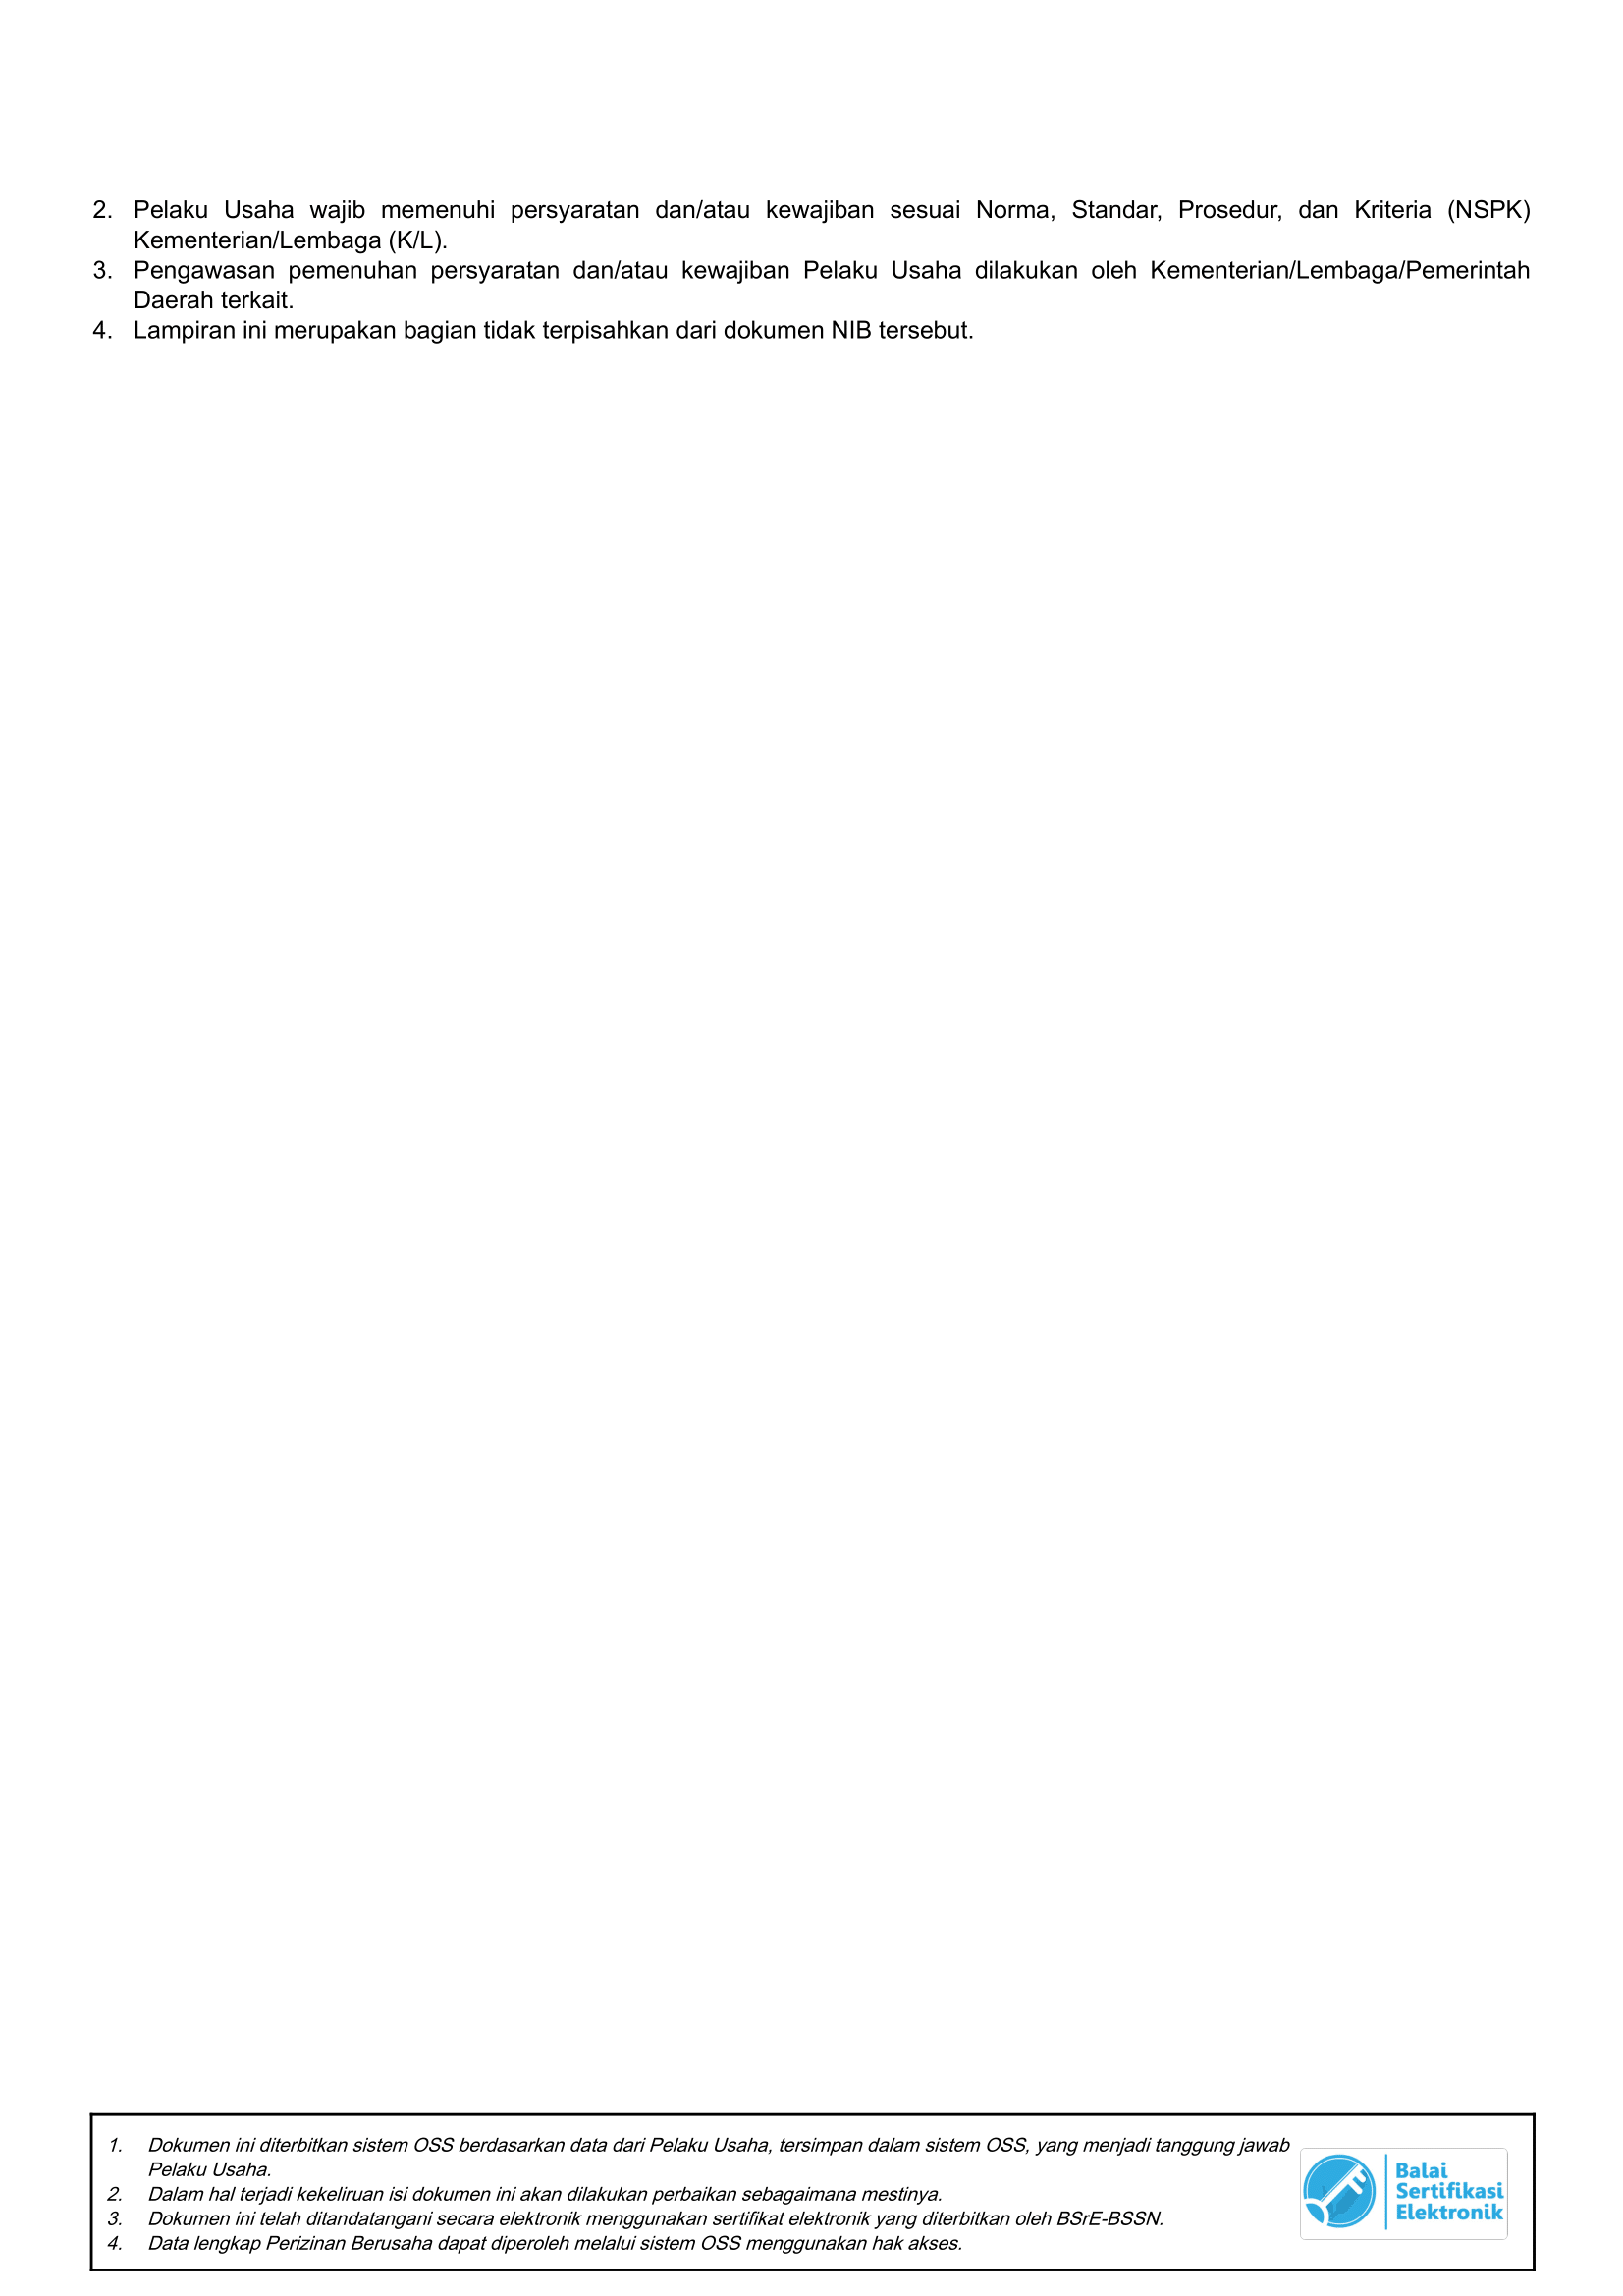 2. Pelaku Usaha wajib memenuhi persyaratan dan/atau kewajiban sesuai Norma, Standar, Prosedur, dan Kriteria (NSPK)
Kementerian/Lembaga (K/L).
3. Pengawasan pemenuhan persyaratan dan/atau kewajiban Pelaku Usaha dilakukan oleh Kementerian/Lembaga/Pemerintah
Daerah terkait.
4. Lampiran ini merupakan bagian tidak terpisahkan dari dokumen NIB tersebut.
1. Dokumen ini diterbitkan sistem OSS berdasarkan data dari Pelaku Usaha, tersimpan dalam sistem OSS, yang menjadi tanggung jawab
Pelaku Usaha.
2. Dalam hal terjadi kekeliruan isi dokumen ini akan dilakukan perbaikan sebagaimana mestinya.
3. Dokumen ini telah ditandatangani secara elektronik menggunakan sertifikat elektronik yang diterbitkan oleh BSrE-BSSN.
4. Data lengkap Perizinan Berusaha dapat diperoleh melalui sistem OSS menggunakan hak akses.
Balai
Sertifikasi
Elektronik